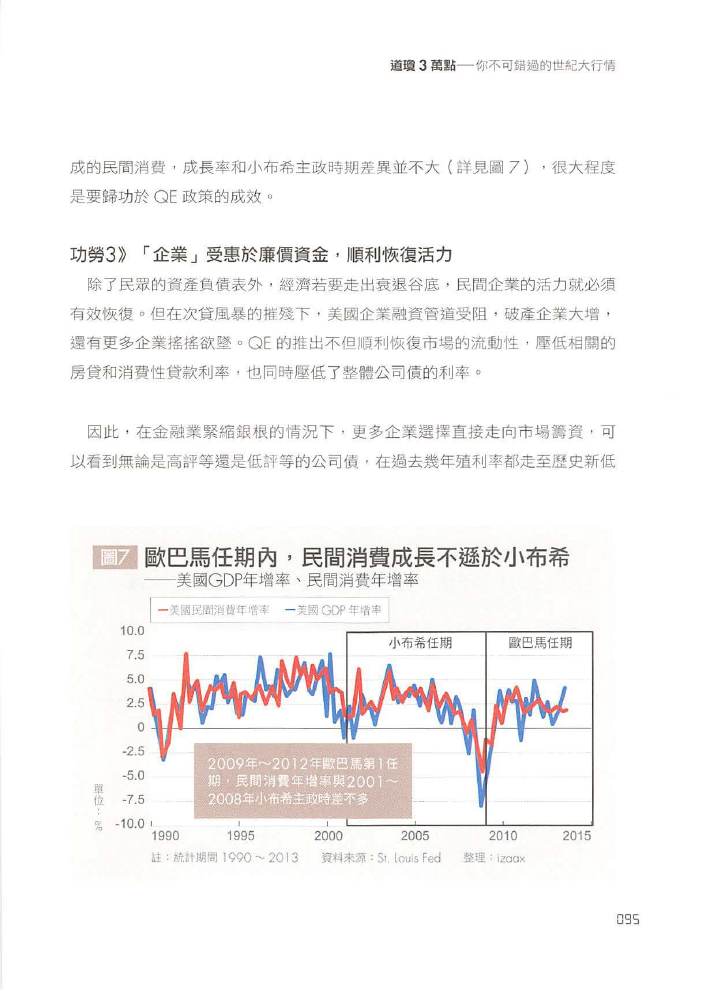 道瓊3萬點──你不可錯過的世紀大行情
成的民間消費，成長率和小布希主政時期差異並不大（詳見圖7），很大程度
是要歸功於QE政策的成效。
功勞3》「企業」受惠於廉價資金，順利恢復活力
除了民眾的資產負債表外，經濟若要走出衰退谷底，民間企業的活力就必須
有效恢復。但在次貸風暴的摧殘下，美國企業融資管道受阻，破產企業大增，
還有更多企業搖搖欲墜。QE的推出不但順利恢復市場的流動性，壓低相關的
房貸和消費性貸款利率，也同時壓低了整體公司債的利率。
因此，在金融業緊縮銀根的情況下，更多企業選擇直接走向市場籌資，可
以看到無論是高評等還是低評等的公司債，在過去幾年殖利率都走至歷史新低
圖7 歐巴馬任期內，民間消費成長不遜於小布希
──美國GDP年增率、民間消費年增率
美國民間消費年增率 美國GDP年增率
小布希任期 歐巴馬任期
10.0
7.5
5.0
2.5
0
-2.5
-5.0
-7.5
-10.0
單位：%
2009年～2012年歐巴馬第1任
期，民間消費年增率與2001～
2008年小布希主政時差不多
1990 1995 2000 2005 2010 2015
註：統計期間1990～2013 資料來源：St. Louis Fed 整理：izaax
095